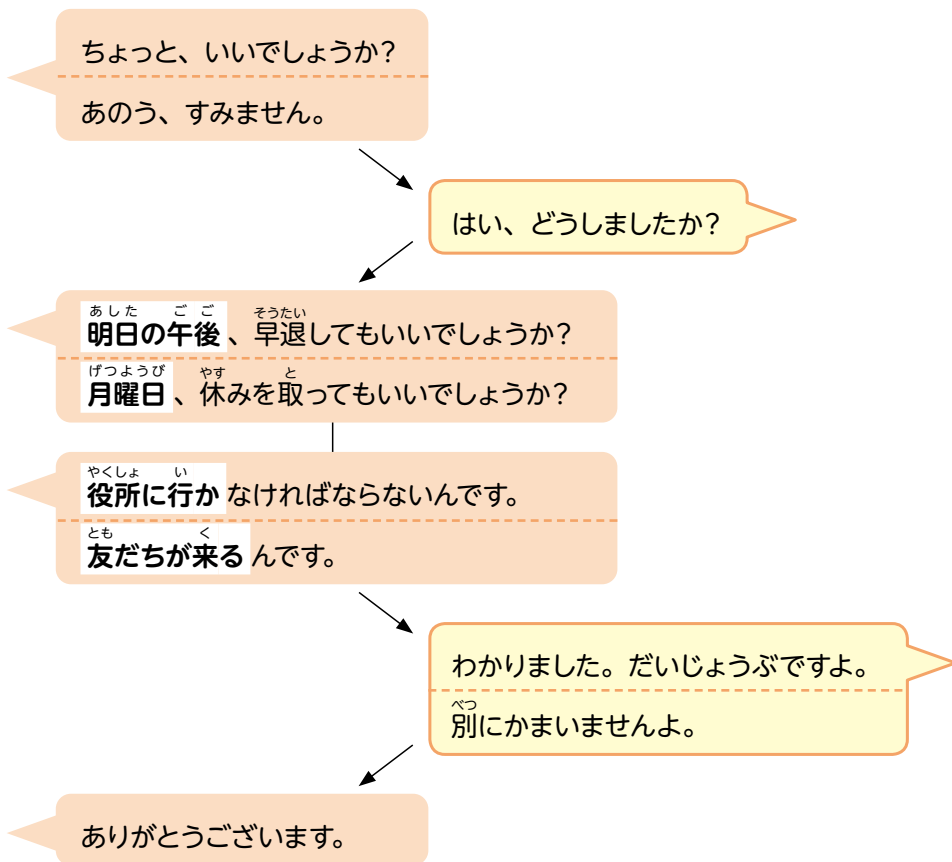 ちょっと、いいでしょうか?
あのう、すみません。
はい、どうしましたか?
あした ごご そうたい
明日の午後、早退してもいいでしょうか?
げつようび やす と
月曜日、休みを取ってもいいでしょうか?
やくしょ い
役所に行かなければならないんです。
とも く
友だちが来るんです。
わかりました。だいじょうぶですよ。
べつ
別にかまいませんよ。
ありがとうございます。